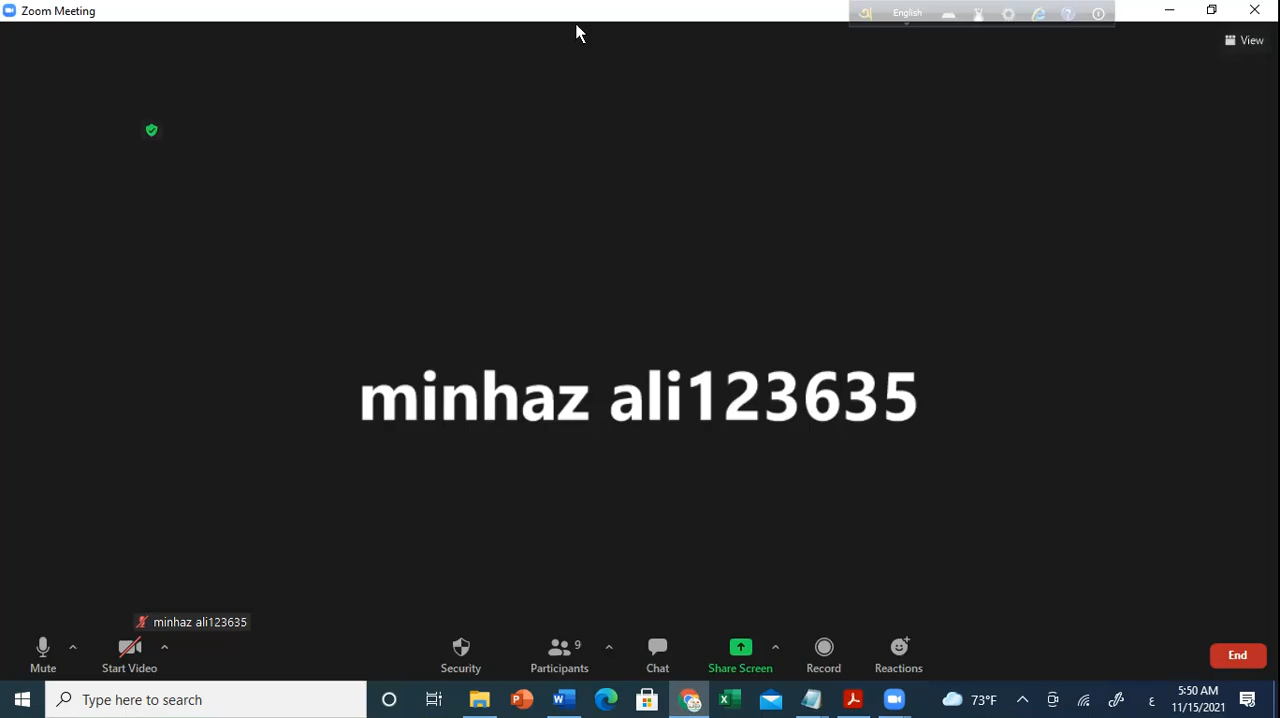 Zoom Meeting
English
View
minhaz ali123635
minhaz ali123635
Mute
Start Video
Security
9
Participants
Chat
Share Screen
Record
Reactions
End
Type here to search
73°F
ع
5:50 AM
11/15/2021